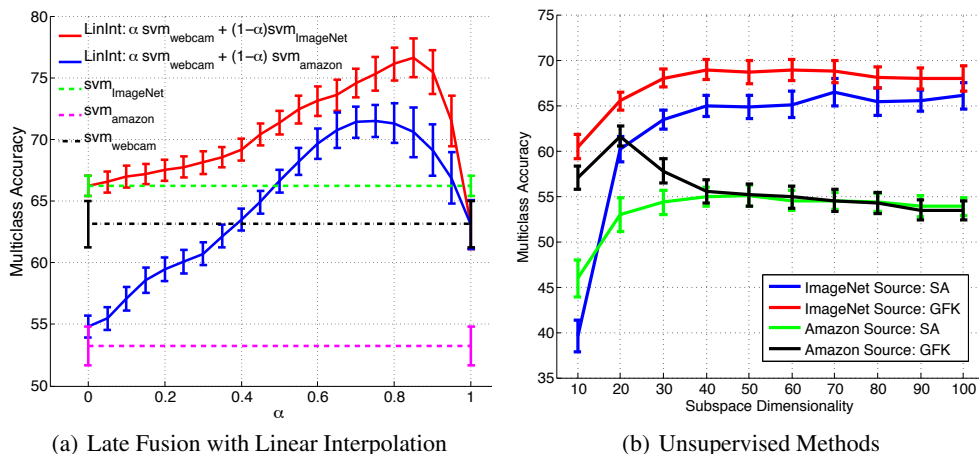 80
75
70
65
60
55
50
Multiclass Accuracy
LinInt: α svm_webcam + (1−α)svm_ImageNet
LinInt: α svm_webcam + (1−α) svm_amazon
svm_ImageNet
svm_amazon
svm_webcam
0 0.2 0.4 0.6 0.8 1
α
(a) Late Fusion with Linear Interpolation
75
70
65
60
55
50
45
40
35
Multiclass Accuracy
ImageNet Source: SA
ImageNet Source: GFK
Amazon Source: SA
Amazon Source: GFK
10 20 30 40 50 60 70 80 90 100
Subspace Dimensionality
(b) Unsupervised Methods